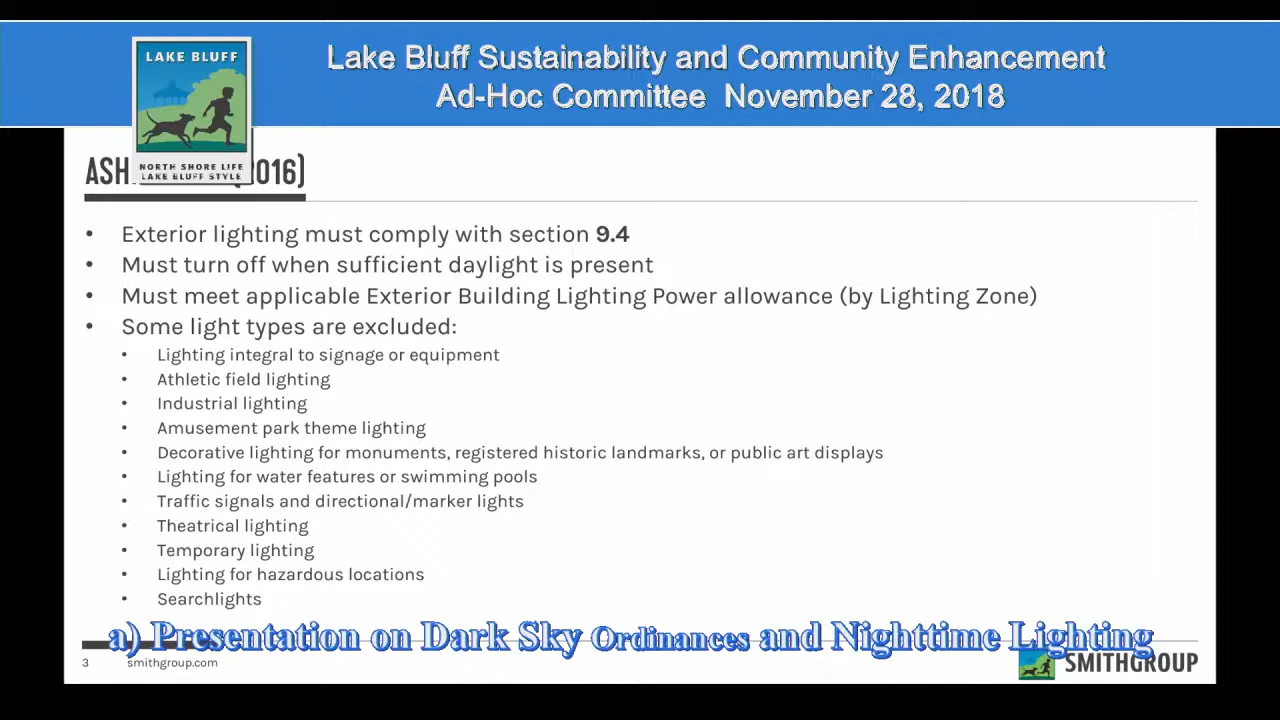 Lake Bluff Sustainability and Community Enhancement
Ad-Hoc Committee November 28, 2018
LAKE BLUFF
NORTH SHORE LIFE
LAKE BLUFF STYLE
• Exterior lighting must comply with section 9.4
• Must turn off when sufficient daylight is present
• Must meet applicable Exterior Building Lighting Power allowance (by Lighting Zone)
• Some light types are excluded:
• Lighting integral to signage or equipment
• Athletic field lighting
• Industrial lighting
• Amusement park theme lighting
• Decorative lighting for monuments, registered historic landmarks, or public art displays
• Lighting for water features or swimming pools
• Traffic signals and directional/marker lights
• Theatrical lighting
• Temporary lighting
• Lighting for hazardous locations
• Searchlights
a) Presentation on Dark Sky Ordinances and Nighttime Lighting
3 smithgroup.com SMITHGROUP